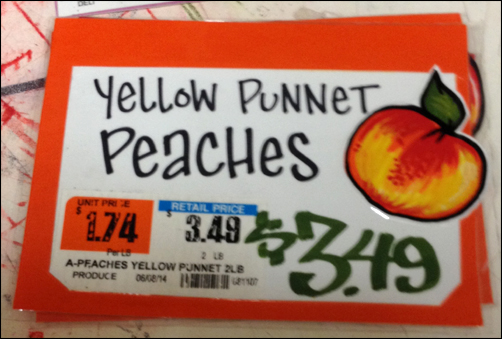 Yellow Punnet
Peaches
UNIT PRICE RETAIL PRICE
$1.74 $3.49 $3.49
Per LB 2 LB
A-PEACHES YELLOW PUNNET 2LB
PRODUCE 06/08/14